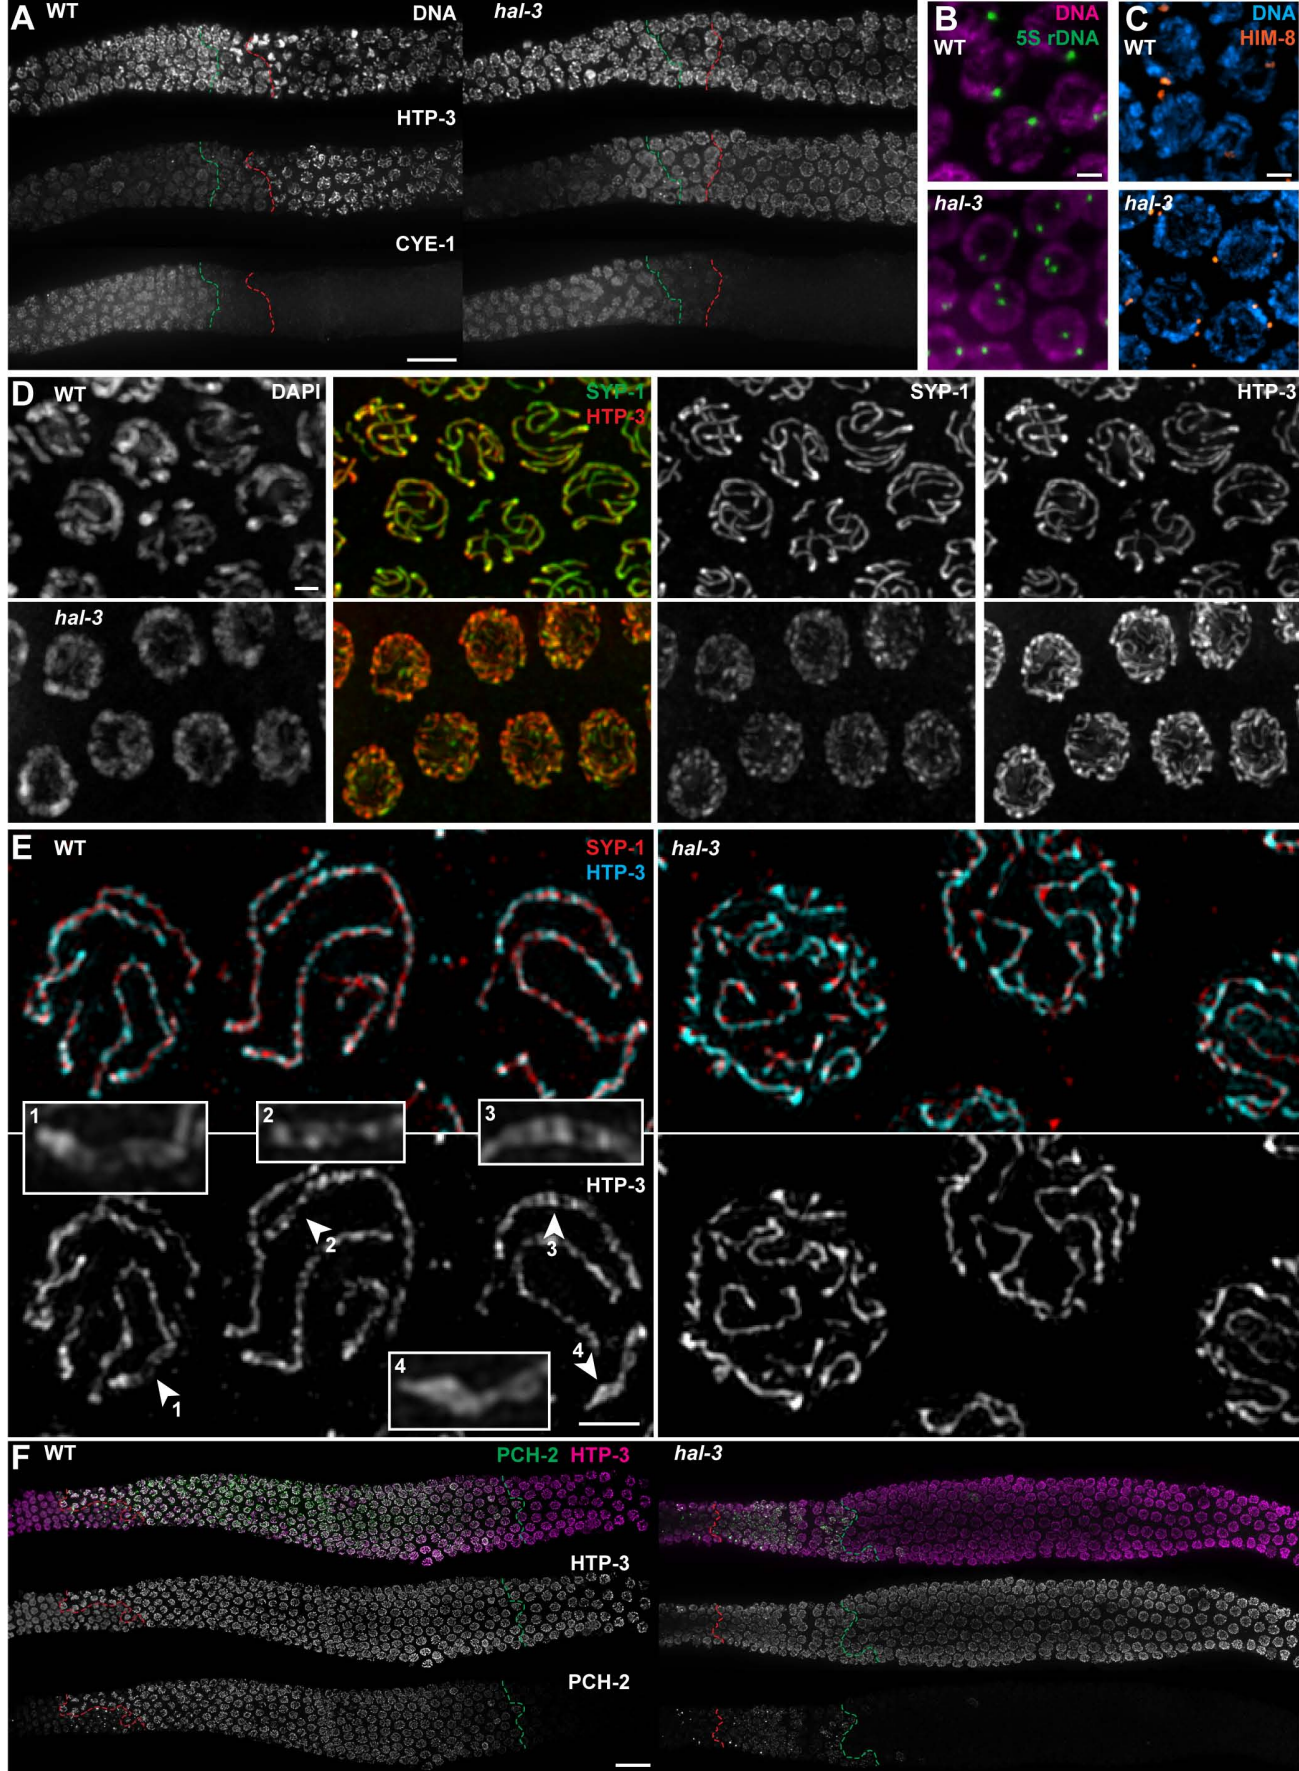 A WT DNA hal-3
HTP-3
CYE-1
B DNA
WT 5S rDNA
hal-3
C DNA
WT HIM-8
hal-3
D WT DAPI SYP-1 SYP-1 HTP-3
HTP-3
hal-3
E WT SYP-1 hal-3
HTP-3
1 2 3
HTP-3
2 3
4 4
1
F WT PCH-2 HTP-3 hal-3
HTP-3
PCH-2